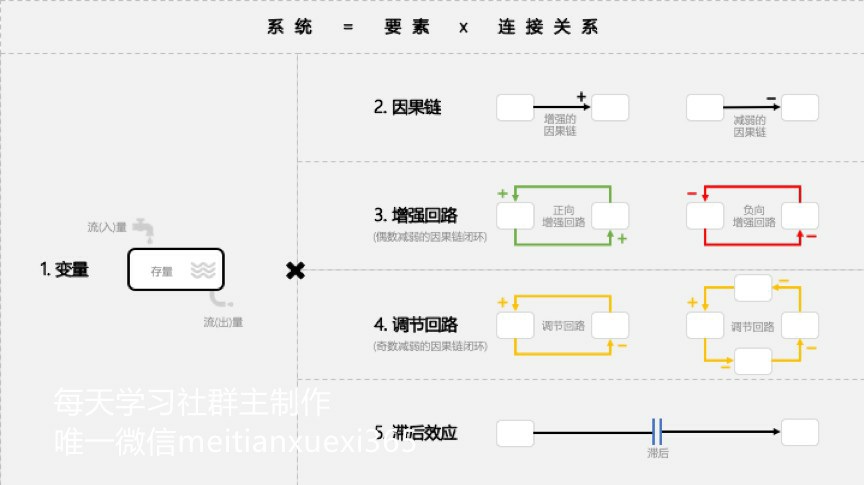 系统 = 要素 x 连接关系
2. 因果链
+
增强的
因果链
−
减弱的
因果链
3. 增强回路
(偶数减弱的因果链闭环)
+
正向
增强回路
+
−
负向
增强回路
−
流(入)量
1. 变量
存量
流(出)量
✖
4. 调节回路
(奇数减弱的因果链闭环)
+
调节回路
−
+
−
调节回路
−
−
5. 滞后效应
滞后
每天学习社群主制作
唯一微信meitianxuexi365